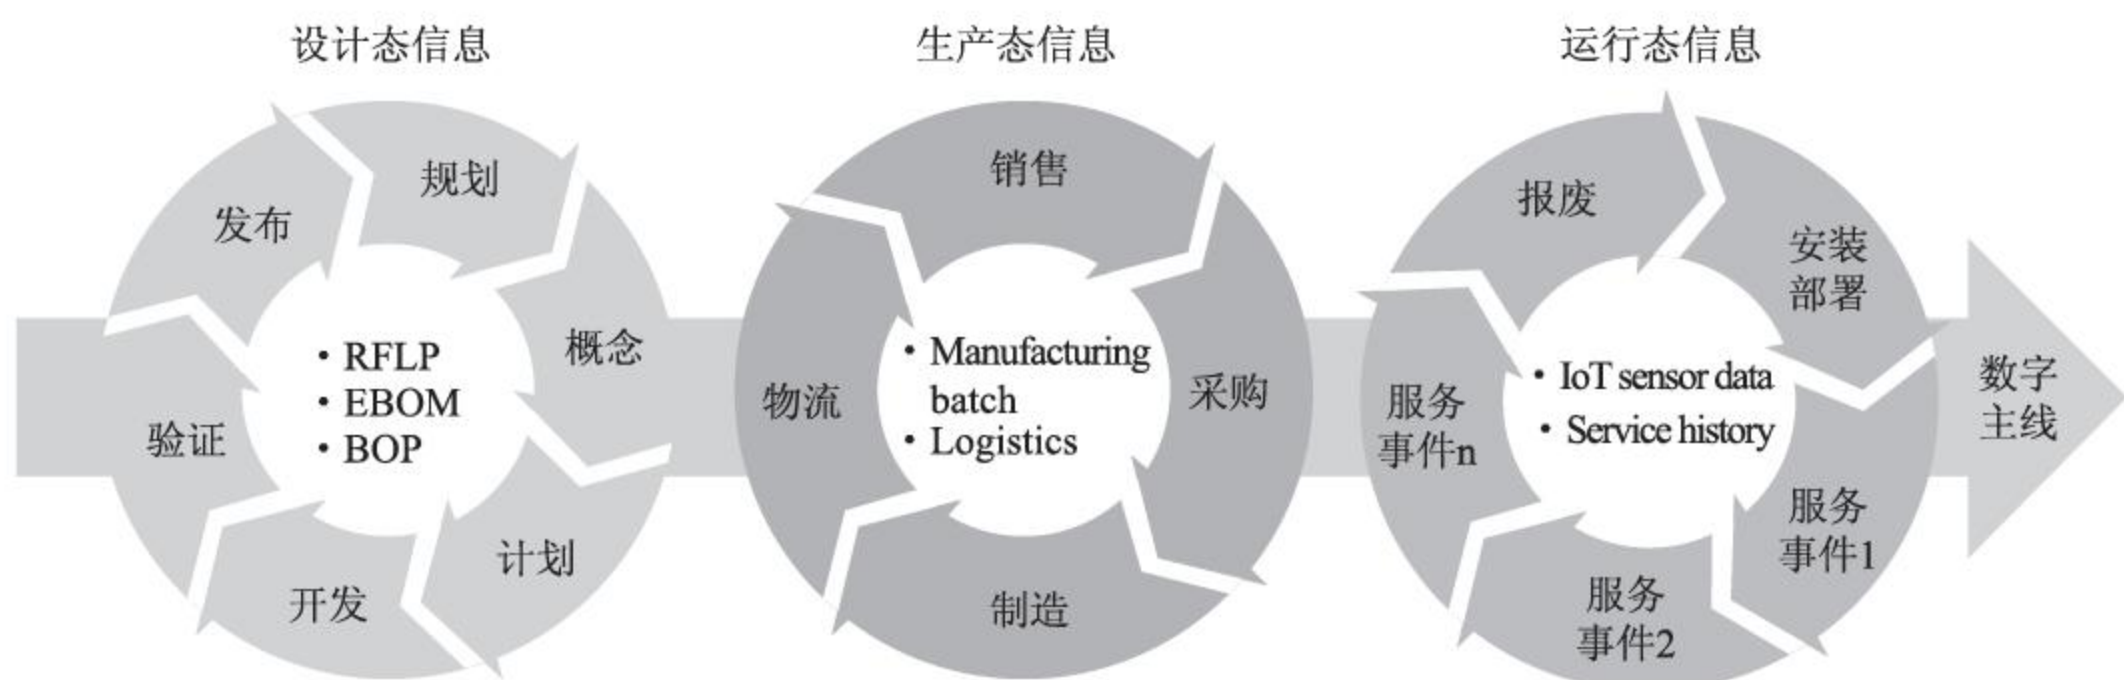 设计态信息
规划
概念
计划
开发
验证
发布
• RFLP
• EBOM
• BOP
生产态信息
销售
采购
制造
物流
• Manufacturing
batch
• Logistics
运行态信息
安装
部署
服务
事件1
服务
事件2
服务
事件n
报废
• IoT sensor data
• Service history
数字
主线